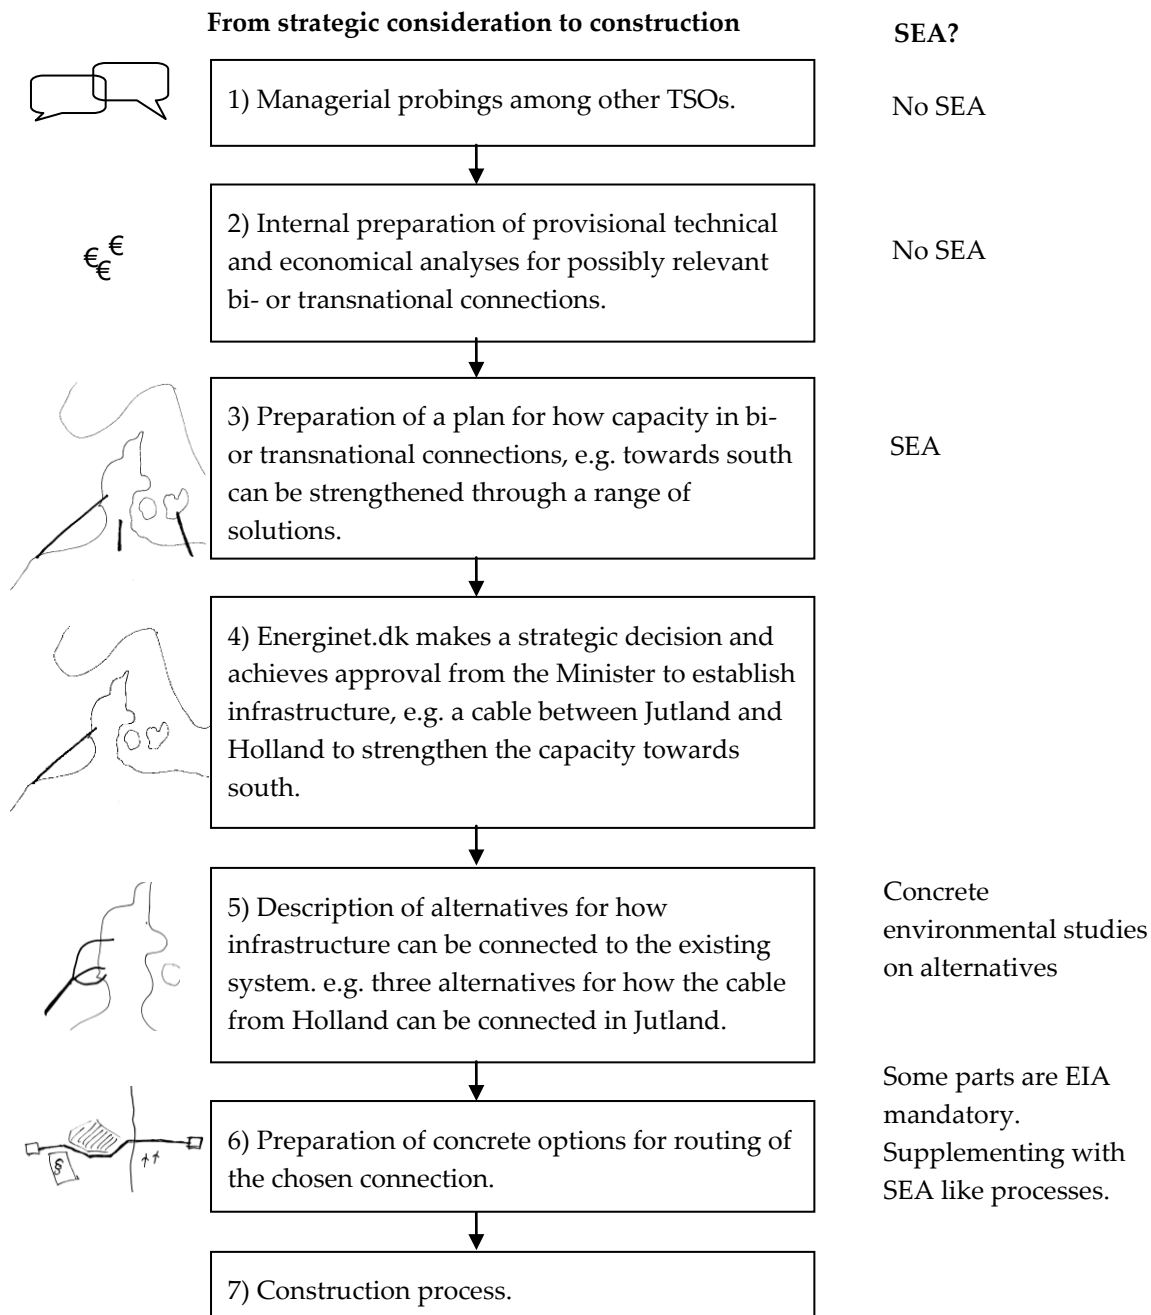 From strategic consideration to construction
SEA?
1) Managerial probings among other TSOs.
No SEA
2) Internal preparation of provisional technical
and economical analyses for possibly relevant
bi- or transnational connections.
€ € €
No SEA
3) Preparation of a plan for how capacity in bi-
or transnational connections, e.g. towards south
can be strengthened through a range of
solutions.
SEA
4) Energinet.dk makes a strategic decision and
achieves approval from the Minister to establish
infrastructure, e.g. a cable between Jutland and
Holland to strengthen the capacity towards
south.
5) Description of alternatives for how
infrastructure can be connected to the existing
system. e.g. three alternatives for how the cable
from Holland can be connected in Jutland.
Concrete
environmental studies
on alternatives
6) Preparation of concrete options for routing of
the chosen connection.
§
Some parts are EIA
mandatory.
Supplementing with
SEA like processes.
7) Construction process.